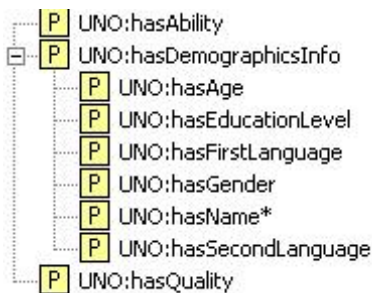 P UNO:hasAbility
P UNO:hasDemographicsInfo
P UNO:hasAge
P UNO:hasEducationLevel
P UNO:hasFirstLanguage
P UNO:hasGender
P UNO:hasName*
P UNO:hasSecondLanguage
P UNO:hasQuality